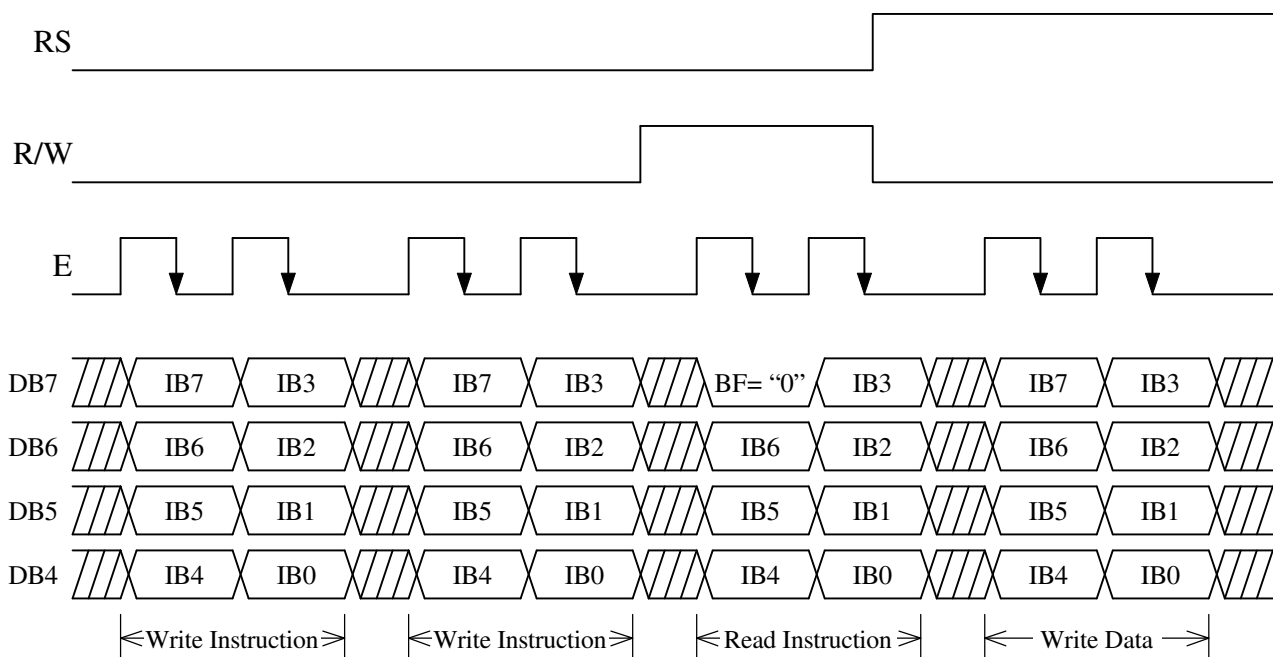 RS
R/W
E
DB7 IB7 IB3 IB7 IB3 BF= “0” IB3 IB7 IB3
DB6 IB6 IB2 IB6 IB2 IB6 IB2 IB6 IB2
DB5 IB5 IB1 IB5 IB1 IB5 IB1 IB5 IB1
DB4 IB4 IB0 IB4 IB0 IB4 IB0 IB4 IB0
Write Instruction Write Instruction Read Instruction Write Data